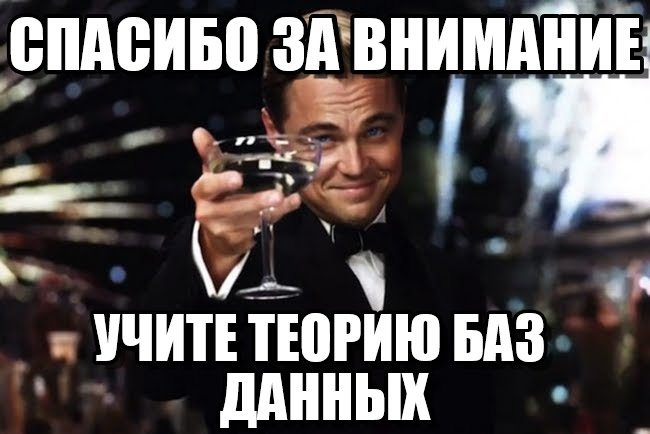 СПАСИБО ЗА ВНИМАНИЕ
УЧИТЕ ТЕОРИЮ БАЗ
ДАННЫХ